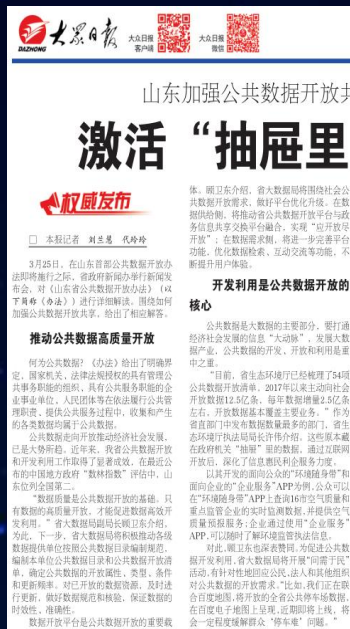 大众日报
DAZHONG
大众日报
客户端
大众日报
微信
山东加强公共数据开放共
激活“抽屉里
权威发布
□ 本报记者 刘兰慧 代玲玲
3月25日，在山东首部公共数据开放办
法即将施行之际，省政府新闻办举行新闻发
布会，对《山东省公共数据开放办法》（以
下简称《办法》）进行详细解读。围绕如何
加强公共数据开放共享，给出了相应解答。
推动公共数据高质量开放
何为公共数据？《办法》给出了明确界
定，国家机关，法律法规授权的具有管理公
共事务职能的组织，具有公共服务职能的企
业事业单位，人民团体等在依法履行公共管
理职责，提供公共服务过程中，收集和产生
的各类数据均属于公共数据。
公共数据走向开放推动经济社会发展，
已是大势所趋。近年来，我省公共数据开放
和开发利用工作取得了显著成效，在最近公
布的中国地方政府“数林指数”评估中，山
东位列全国第二。
“数据质量是公共数据开放的基础。只
有数据的高质量开放，才能促进数据高效开
发利用。”省大数据局副局长顾卫东介绍，
为此，下一步，省大数据局将积极推动各级
数据提供单位按照公共数据目录编制规范，
编制本单位公共数据目录和公共数据开放清
单，确定公共数据的开放属性，类型，条件
和更新频率。对已开放的数据资源，及时进
行更新，做好数据规范和核验，保证数据的
时效性，准确性。
数据开放平台是公共数据开放的重要载
体。顾卫东介绍，省大数据局将围绕社会公
共数据开放需求，做好平台优化升级。在数
据供给侧，将推动省公共数据开放平台与政
务信息共享交换平台融合，实现“应开放尽
开放”；在数据需求侧，将进一步完善平台
功能，优化数据检索，互动交流等功能，不
断提升用户体验。
开发利用是公共数据开放的
核心
公共数据是大数据的主要部分，要打通
经济社会发展的信息“大动脉”，发展大数
据产业，公共数据的开发，开放和利用是重
中之重。
“目前，省生态环境厅已经梳理了54项
公共数据开放清单，2017年以来主动向社会
开放数据12.5亿条，每年数据增量2.5亿条
左右，开放数据基本覆盖主要业务。”作为
省直部门中发布数据数量最多的部门，省生
态环境厅执法局局长许伟介绍，这些原本藏
在政府机关“抽屉”里的数据，通过互联网
开放后，深化了信息惠民利企服务力度。
以其开发的面向公众的“环境随身带”和
面向企业的“企业服务”APP为例，公众可以
在“环境随身带”APP上查询16市空气质量和
重点监管企业的实时监测数据，并提供空气
质量预报服务；企业通过使用“企业服务”
APP，可以随时了解环境监管执法信息。
对此，顾卫东也深表赞同，为促进公共数
据开发利用，省大数据局将开展“问需于民”
活动，有针对性地回应公民，法人和其他组织
对公共数据的开放需求。“比如，我们正在联
合百度地图，将开放的全省公共停车场数据，
在百度电子地图上呈现，近期即将上线，将
会一定程度缓解群众‘停车难’问题。”